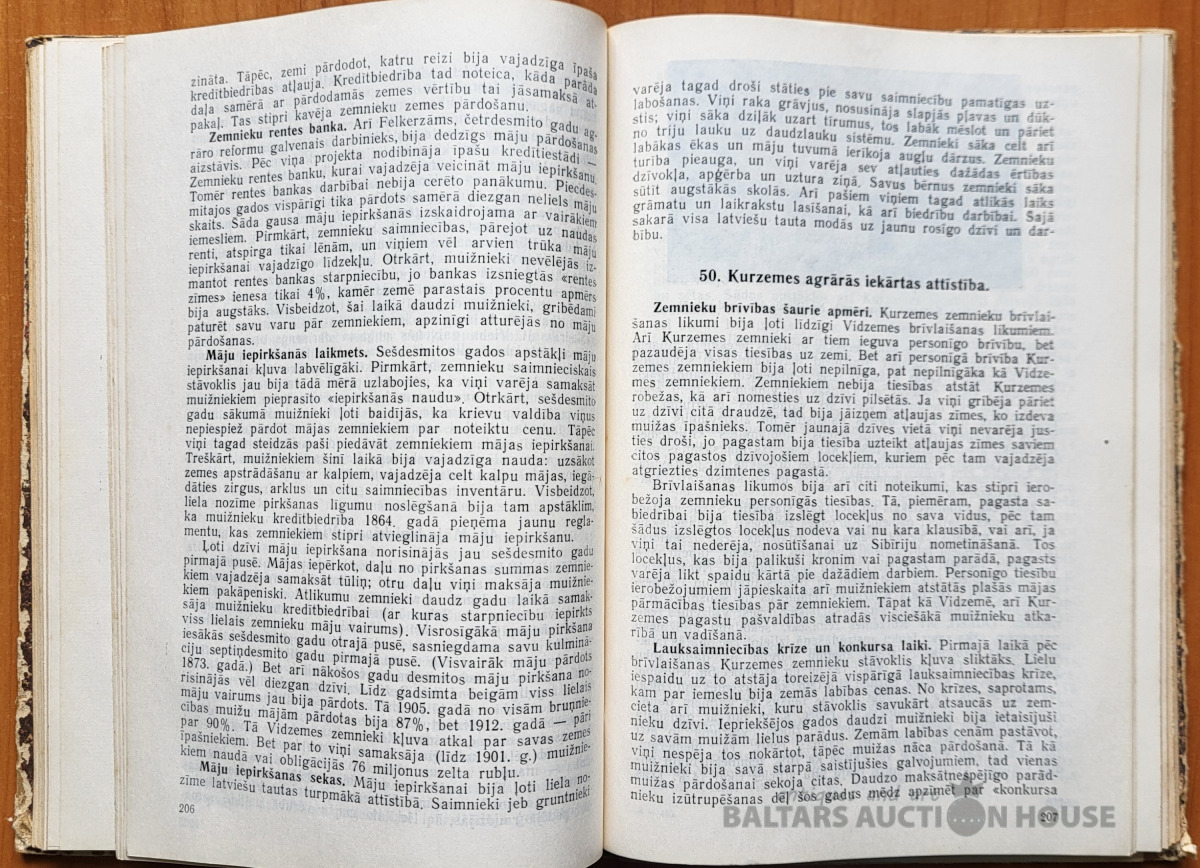 zināta. Tāpēc, zemi pārdodot, katru reizi bija vajadzīga īpaša
kreditbiedrības atļauja. Kreditbiedrība tad noteica, kāda parāda
daļa samērā ar pārdodamās zemes vērtību tai jāsamaksā at-
pakaļ. Tas stipri kavēja zemnieku zemes pārdošanu.
Zemnieku rentes banka. Arī Felkerzāms, četrdesmito gadu ag-
rāro reformu galvenais darbinieks, bija dedzīgs māju pārdošanas
aizstāvis. Pēc viņa projekta nodibināja īpašu kreditiestādi —
Zemnieku rentes banku, kurai vajadzēja veicināt māju iepirkšanu.
Tomēr rentes bankas darbībai nebija cerēto panākumu. Piecdes-
mitajos gados vispārīgi tika pārdots samērā diezgan neliels māju
skaits. Šāda gausa māju iepirkšanās izskaidrojama ar vairākiem
iemesliem. Pirmkārt, zemnieku saimniecības, pārejot uz naudas
renti, atspirga tikai lēnām, un viņiem vēl arvien trūka māju
iepirkšanai vajadzīgo līdzekļu. Otrkārt, muižnieki nevēlējās iz-
mantot rentes bankas starpniecību, jo bankas izsniegtās «rentes
zīmes» ienesa tikai 4%, kamēr zemē parastais procentu apmērs
bija augstāks. Visbeidzot, šai laikā daudzi muižnieki, gribēdami
paturēt savu varu pār zemniekiem, apzinīgi atturējās no māju
pārdošanas.
Māju iepirkšanās laikmets. Sešdesmitos gados apstākļi māju
iepirkšanai kļuva labvēlīgāki. Pirmkārt, zemnieku saimnieciskais
stāvoklis jau bija tādā mērā uzlabojies, ka viņi varēja samaksāt
muižniekiem pieprasīto «iepirkšanās naudu». Otrkārt, sešdesmito
gadu sākumā muižnieki ļoti baidījās, ka krievu valdība viņus
nepiespiež pārdot mājas zemniekiem par noteiktu cenu. Tāpēc
viņi tagad steidzās paši piedāvāt zemniekiem mājas iepirkšanai.
Treškārt, muižniekiem šinī laikā bija vajadzīga nauda: uzsākot
zemes apstrādāšanu ar kalpiem, vajadzēja celt kalpu mājas, iegā-
dāties zirgus, arklus un citu saimniecības inventāru. Visbeidzot,
liela nozīme pirkšanas līgumu noslēgšanā bija tam apstāklim,
ka muižnieku kreditbiedrība 1864. gadā pieņēma jaunu regla-
mentu, kas zemniekiem stipri atvieglināja māju iepirkšanu.
Ļoti dzīvi māju iepirkšana norisinājās jau sešdesmito gadu
pirmajā pusē. Mājas iepērkot, daļu no pirkšanas summas zemnie-
kiem vajadzēja samaksāt tūliņ; otru daļu viņi maksāja muižnie-
kiem pakāpeniski. Atlikumu zemnieki daudz gadu laikā samak-
sāja muižnieku kreditbiedrībai (ar kuras starpniecību iepirkts
viss lielais zemnieku māju vairums). Visrosīgākā māju pirkšana
iesākās sešdesmito gadu otrajā pusē, sasniegdama savu kulminā-
ciju septiņdesmito gadu pirmajā pusē. (Visvairāk māju pārdots
1873. gadā.) Bet arī nākošos gadu desmitos māju pirkšana no-
risinājās vēl diezgan dzīvi. Līdz gadsimta beigām viss lielais
māju vairums jau bija pārdots. Tā 1905. gadā no visām bruņnie-
cības muižu mājām pārdotas bija 87%, bet 1912. gadā — pāri
par 90%. Tā Vidzemes zemnieki kļuva atkal par savas zemes
īpašniekiem. Bet par to viņi samaksāja (līdz 1901. g.) muižnie-
kiem naudā vai obligācijās 76 miljonus zelta rubļu.
Māju iepirkšanas sekas. Māju iepirkšanai bija ļoti liela no-
zīme latviešu tautas turpmākā attīstībā. Saimnieki jeb gruntnieki
206
varēja tagad droši stāties pie savu saimniecību pamatīgas uz-
labošanas. Viņi raka grāvjus, nosusināja slapjās pļavas un dūk-
stis; viņi sāka dziļāk uzart tīrumus, tos labāk mēslot un pāriet
no triju lauku uz daudzlauku sistēmu. Zemnieki sāka celt arī
labākas ēkas un māju tuvumā ierīkoja augļu dārzus. Zemnieku
turība pieauga, un viņi varēja sev atļauties dažādas ērtības
dzīvokļa, apģērba un uztura ziņā. Savus bērnus zemnieki sāka
sūtīt augstākās skolās. Arī pašiem viņiem tagad atlikās laiks
grāmatu un laikrakstu lasīšanai, kā arī biedrību darbībai. Šajā
sakarā visa latviešu tauta modās uz jaunu rosīgo dzīvi un dar-
bību.
50. Kurzemes agrārās iekārtas attīstība.
Zemnieku brīvības šaurie apmēri. Kurzemes zemnieku brīvlai-
šanas likumi bija ļoti līdzīgi Vidzemes brīvlaišanas likumiem.
Arī Kurzemes zemnieki ar tiem ieguva personīgo brīvību, bet
pazaudēja visas tiesības uz zemi. Bet arī personīgā brīvība Kur-
zemes zemniekiem bija ļoti nepilnīga, pat nepilnīgāka kā Vidze-
mes zemniekiem. Zemniekiem nebija tiesības atstāt Kurzemes
robežas, kā arī nomesties uz dzīvi pilsētās. Ja viņi gribēja pāriet
uz dzīvi citā draudzē, tad bija jāizņem atļaujas zīmes, ko izdeva
muižas īpašnieks. Tomēr jaunajā dzīves vietā viņi nevarēja jus-
ties droši, jo pagastam bija tiesība uzteikt atļaujas zīmes saviem
citos pagastos dzīvojošiem locekļiem, kuriem pēc tam vajadzēja
atgriezties dzimtenes pagastā.
Brīvlaišanas likumos bija arī citi noteikumi, kas stipri iero-
bežoja zemnieku personīgās tiesības. Tā, piemēram, pagasta sa-
biedrībai bija tiesība izslēgt locekļus no sava vidus, pēc tam
šādus izslēgtos locekļus nodeva vai nu kara klausībā, vai arī, ja
viņi tai nederēja, nosūtīšanai uz Sibīriju nometināšanā. Tos
locekļus, kas bija palikuši kronim vai pagastam parādā, pagasts
varēja likt spaidu kārtā pie dažādiem darbiem. Personīgo tiesību
ierobežojumiem jāpieskaita arī muižniekiem atstātās plašās mājas
pārmācības tiesības pār zemniekiem. Tāpat kā Vidzemē, arī Kur-
zemes pagastu pašvaldības atradās visciešākā muižnieku atka-
rībā un vadīšanā.
Lauksaimniecības krīze un konkursa laiki. Pirmajā laikā pēc
brīvlaišanas Kurzemes zemnieku stāvoklis kļuva sliktāks. Lielu
iespaidu uz to atstāja toreizējā vispārīgā lauksaimniecības krīze,
kam par iemeslu bija zemās labības cenas. No krīzes, saprotams,
cieta arī muižnieki, kuru stāvoklis savukārt atsaucās uz zem-
nieku dzīvi. Iepriekšējos gados daudzi muižnieki bija ietaisījuši
uz savām muižām lielus parādus. Zemām labības cenām pastāvot,
viņi nespēja tos nokārtot, tāpēc muižas nāca pārdošanā. Tā kā
muižnieki bija savā starpā saistījušies galvojumiem, tad vienas
muižas pārdošanai sekoja citas. Daudzo maksātnespējīgo parād-
nieku izūtrupēšanas dēļ šos gadus mēdz apzīmēt par «konkursa
207
BALTARS AUCTION HOUSE